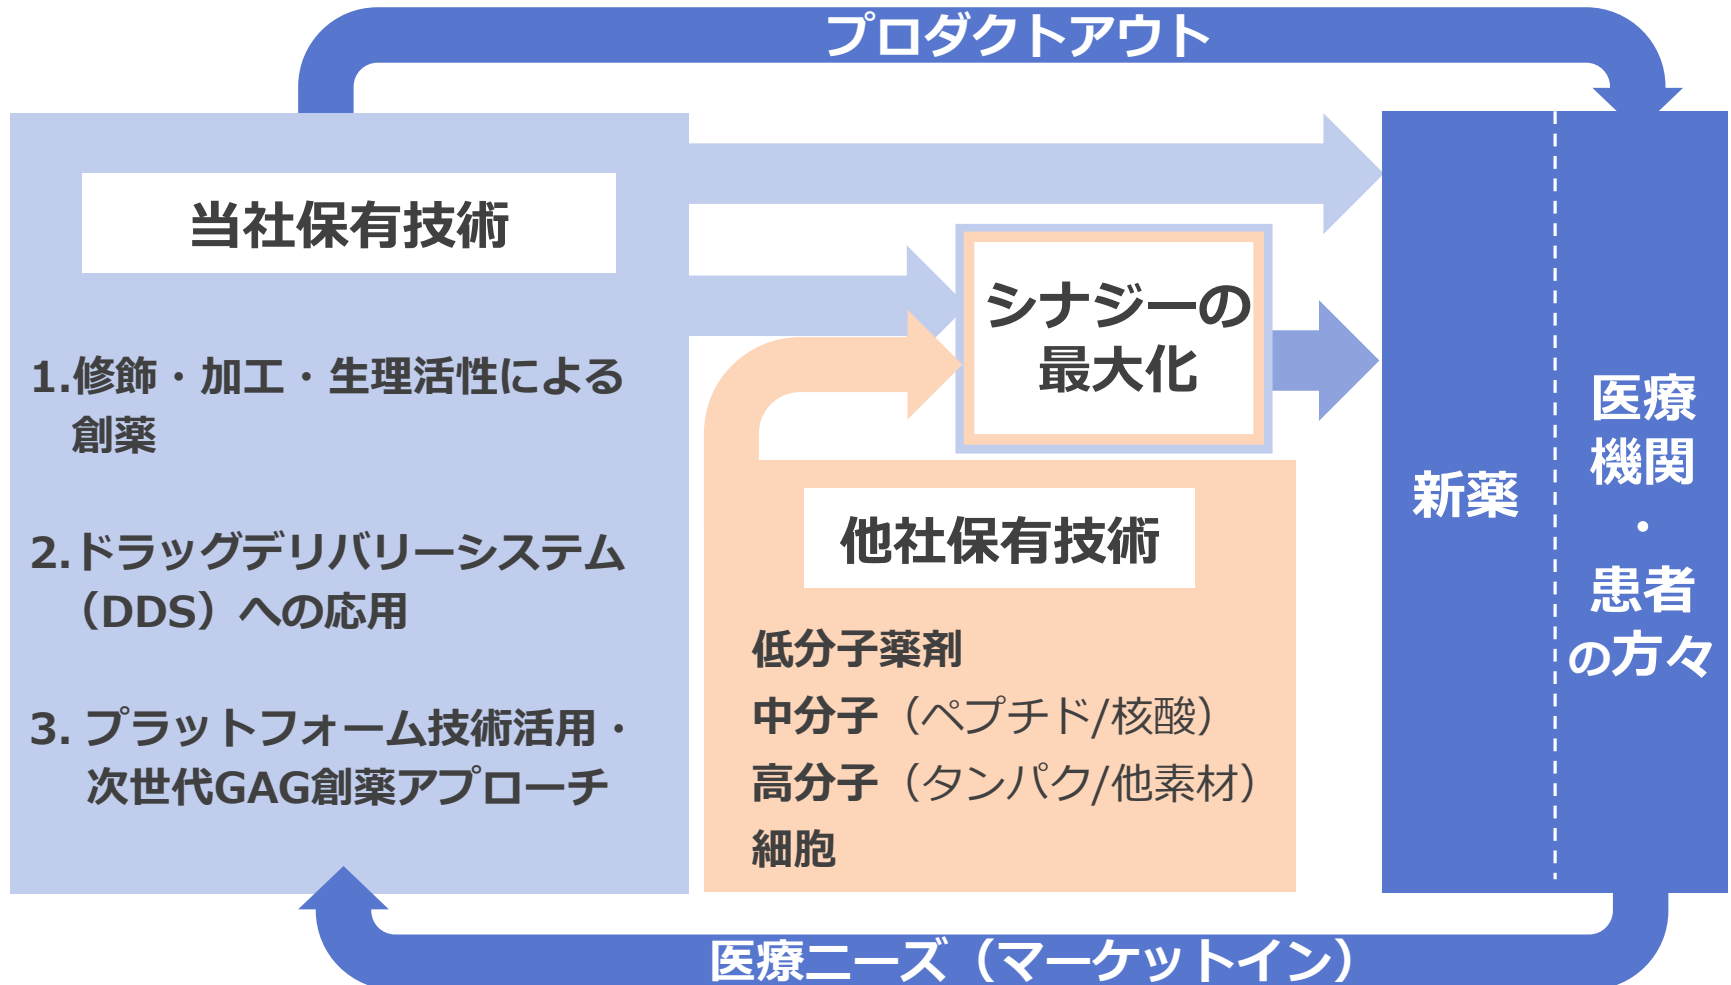 プロダクトアウト
当社保有技術
1.修飾・加工・生理活性による
創薬
2.ドラッグデリバリーシステム
（DDS）への応用
3. プラットフォーム技術活用・
次世代GAG創薬アプローチ
シナジーの
最大化
他社保有技術
低分子薬剤
中分子（ペプチド/核酸）
高分子（タンパク/他素材）
細胞
新薬
医療
機関
・
患者
の方々
医療ニーズ（マーケットイン）